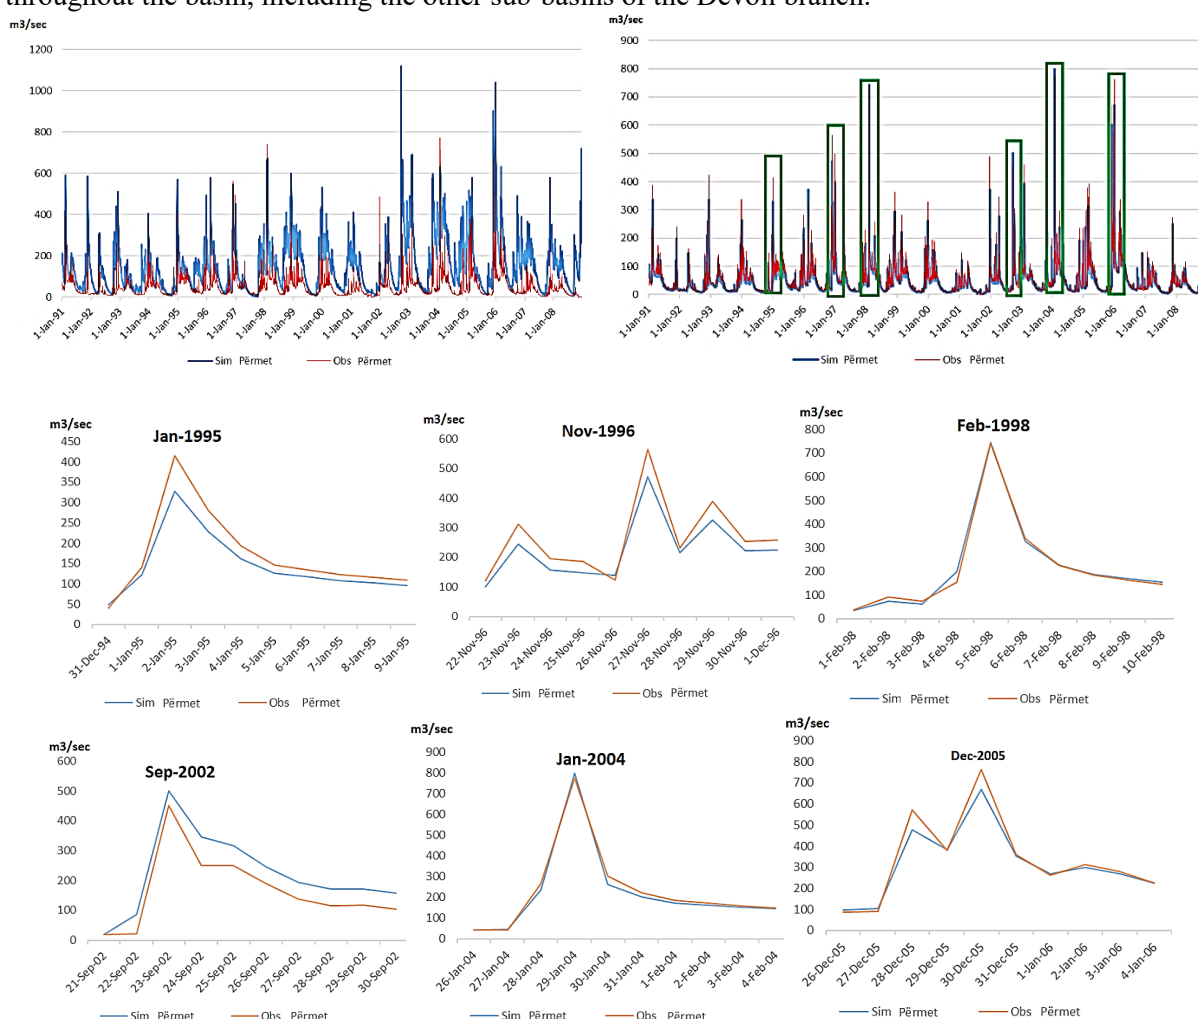 throughout the basin, including the other sub-basins of the Devoll branch.
m3/sec
1200
1000
800
600
400
200
0
1-Jan-91
1-Jan-92
1-Jan-93
1-Jan-94
1-Jan-95
1-Jan-96
1-Jan-97
1-Jan-98
1-Jan-99
1-Jan-00
1-Jan-01
1-Jan-02
1-Jan-03
1-Jan-04
1-Jan-05
1-Jan-06
1-Jan-07
1-Jan-08
Sim Përmet
Obs Përmet
m3/sec
900
800
700
600
500
400
300
200
100
0
1-Jan-91
1-Jan-92
1-Jan-93
1-Jan-94
1-Jan-95
1-Jan-96
1-Jan-97
1-Jan-98
1-Jan-99
1-Jan-00
1-Jan-01
1-Jan-02
1-Jan-03
1-Jan-04
1-Jan-05
1-Jan-06
1-Jan-07
1-Jan-08
Sim Përmet
Obs Përmet
m3/sec
Jan-1995
450
400
350
300
250
200
150
100
50
0
31-Dec-94
1-Jan-95
2-Jan-95
3-Jan-95
4-Jan-95
5-Jan-95
6-Jan-95
7-Jan-95
8-Jan-95
9-Jan-95
Sim Përmet
Obs Përmet
m3/sec
Nov-1996
600
500
400
300
200
100
0
22-Nov-96
23-Nov-96
24-Nov-96
25-Nov-96
26-Nov-96
27-Nov-96
28-Nov-96
29-Nov-96
30-Nov-96
1-Dec-96
Sim Përmet
Obs Përmet
m3/sec
Feb-1998
800
700
600
500
400
300
200
100
0
1-Feb-98
2-Feb-98
3-Feb-98
4-Feb-98
5-Feb-98
6-Feb-98
7-Feb-98
8-Feb-98
9-Feb-98
10-Feb-98
Sim Përmet
Obs Përmet
m3/sec
Sep-2002
600
500
400
300
200
100
0
21-Sep-02
22-Sep-02
23-Sep-02
24-Sep-02
25-Sep-02
26-Sep-02
27-Sep-02
28-Sep-02
29-Sep-02
30-Sep-02
Sim Përmet
Obs Përmet
m3/sec
Jan-2004
900
800
700
600
500
400
300
200
100
0
26-Jan-04
27-Jan-04
28-Jan-04
29-Jan-04
30-Jan-04
31-Jan-04
1-Feb-04
2-Feb-04
3-Feb-04
4-Feb-04
Sim Përmet
Obs Përmet
m3/sec
Dec-2005
900
800
700
600
500
400
300
200
100
0
26-Dec-05
27-Dec-05
28-Dec-05
29-Dec-05
30-Dec-05
31-Dec-05
1-Jan-06
2-Jan-06
3-Jan-06
4-Jan-06
Sim Përmet
Obs Përmet